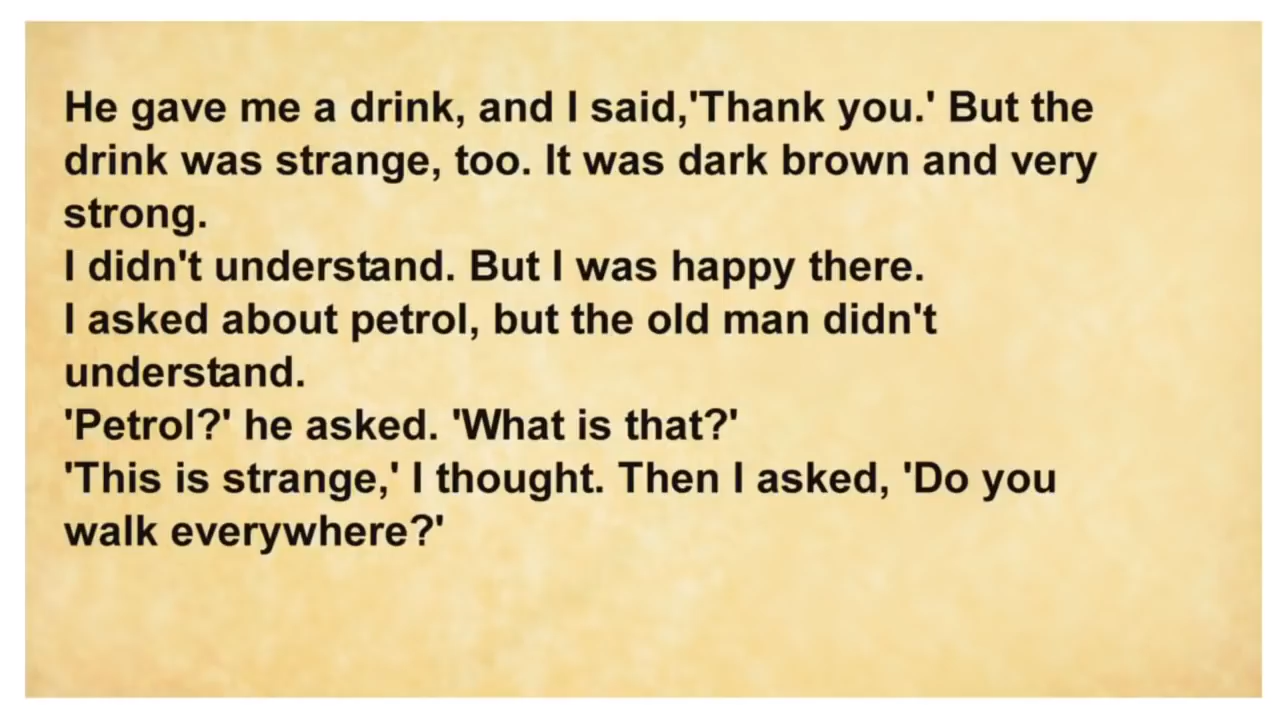 He gave me a drink, and I said,'Thank you.' But the
drink was strange, too. It was dark brown and very
strong.
I didn't understand. But I was happy there.
I asked about petrol, but the old man didn't
understand.
'Petrol?' he asked. 'What is that?'
'This is strange,' I thought. Then I asked, 'Do you
walk everywhere?'